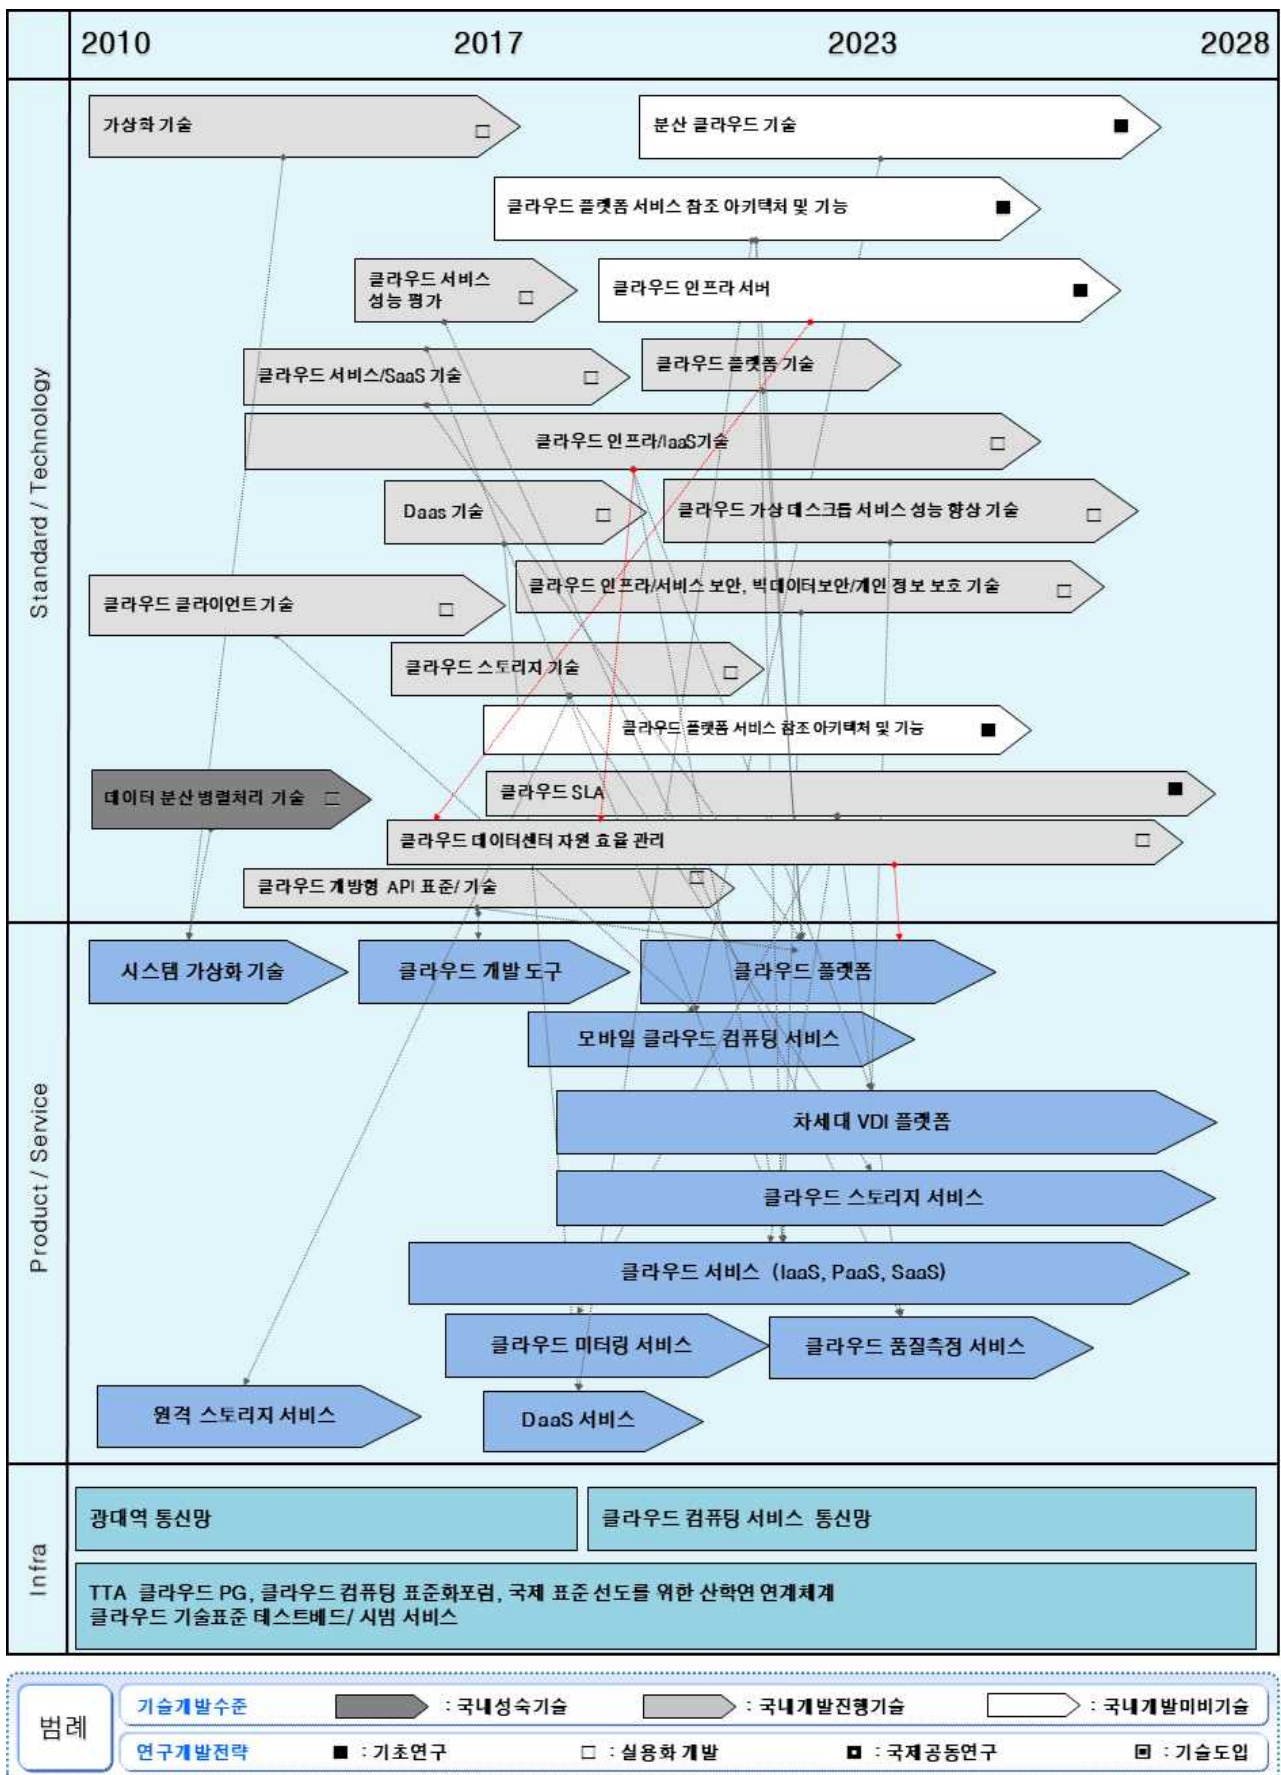 2010 2017 2023 2028
Standard / Technology
가상화 기술
분산 클라우드 기술
클라우드 플랫폼 서비스 참조 아키텍처 및 기능
클라우드 서비스
성능 평가
클라우드 인프라 서버
클라우드 서비스/SaaS 기술
클라우드 플랫폼 기술
클라우드 인프라/IaaS기술
Daas 기술
클라우드 가상 데스크톱 서비스 성능 향상 기술
클라우드 인프라/서비스 보안, 빅데이터보안/개인 정보 보호 기술
클라우드 클라이언트 기술
클라우드 스토리지 기술
클라우드 플랫폼 서비스 참조 아키텍처 및 기능
데이터 분산 병렬처리 기술
클라우드 SLA
클라우드 데이터센터 자원 효율 관리
클라우드 개방형 API 표준/ 기술
Product / Service
시스템 가상화 기술
클라우드 개발 도구
클라우드 플랫폼
모바일 클라우드 컴퓨팅 서비스
차세대 VDI 플랫폼
클라우드 스토리지 서비스
클라우드 서비스 (IaaS, PaaS, SaaS)
클라우드 미터링 서비스
클라우드 품질측정 서비스
원격 스토리지 서비스
DaaS 서비스
Infra
광대역 통신망
클라우드 컴퓨팅 서비스 통신망
TTA 클라우드 PG, 클라우드 컴퓨팅 표준화포럼, 국제 표준 선도를 위한 산학연 연계체계
클라우드 기술표준 테스트베드/ 시범 서비스
범례
기술개발수준 : 국내성숙기술 : 국내개발진행기술 : 국내개발미비기술
연구개발전략 ■ : 기초연구 □ : 실용화 개발 ◘ : 국제공동연구 ▣ : 기술도입